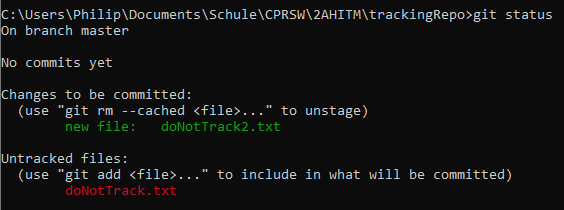 C:\Users\Philip\Documents\Schule\CPRSW\2AHITM\trackingRepo>git status
On branch master
No commits yet
Changes to be committed:
(use "git rm --cached <file>..." to unstage)
new file:   doNotTrack2.txt
Untracked files:
(use "git add <file>..." to include in what will be committed)
doNotTrack.txt